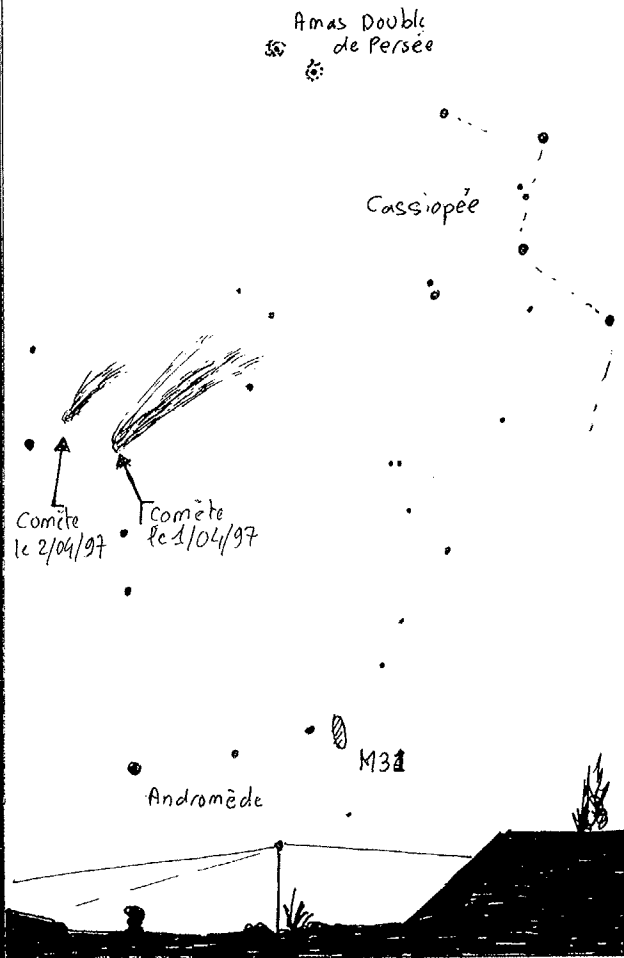 Amas Double
de Persée
Cassiopée
Comète
le 2/04/97
Comète
le 1/04/97
M31
Andromède